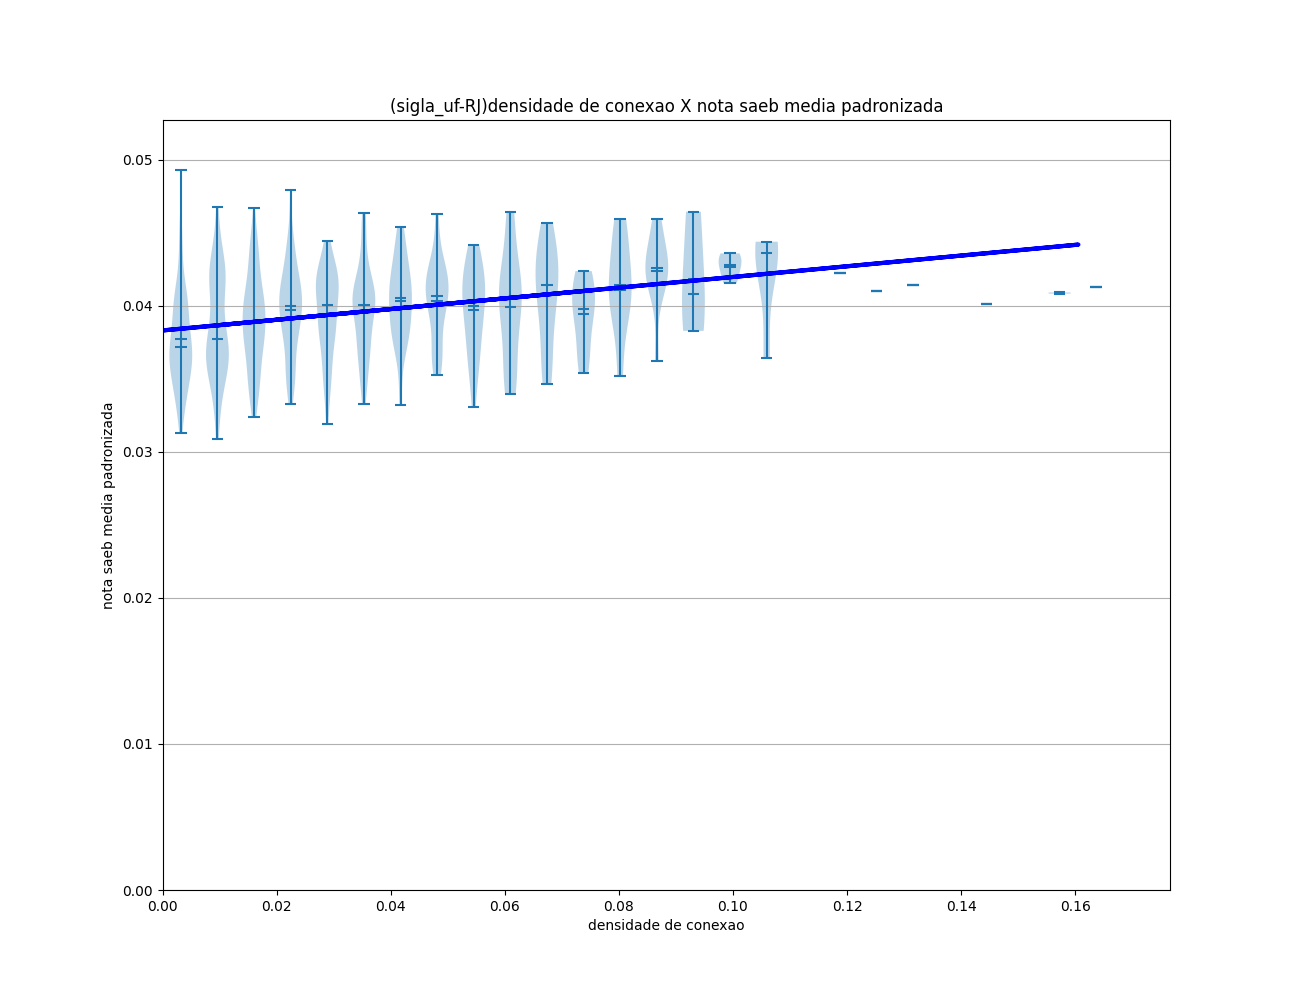 (sigla_uf-RJ)densidade de conexao X nota saeb media padronizada
0.05
0.04
0.03
0.02
0.01
0.00
nota saeb media padronizada
0.00 0.02 0.04 0.06 0.08 0.10 0.12 0.14 0.16
densidade de conexao